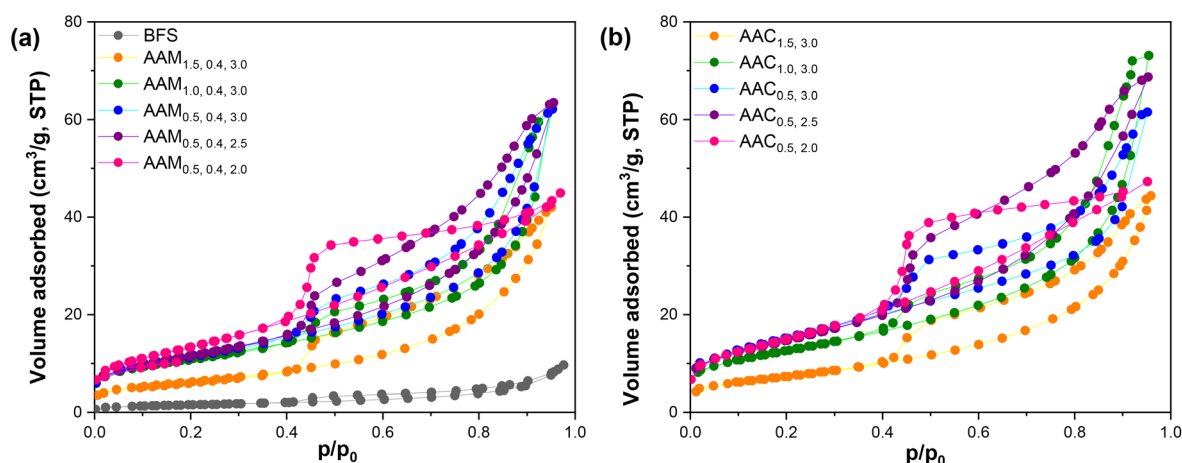 (a)
80
60
40
20
0
Volume adsorbed (cm³/g, STP)
BFS
AAM1.5, 0.4, 3.0
AAM1.0, 0.4, 3.0
AAM0.5, 0.4, 3.0
AAM0.5, 0.4, 2.5
AAM0.5, 0.4, 2.0
0.0 0.2 0.4 0.6 0.8 1.0
p/p0
(b)
80
60
40
20
0
Volume adsorbed (cm³/g, STP)
AAC1.5, 3.0
AAC1.0, 3.0
AAC0.5, 3.0
AAC0.5, 2.5
AAC0.5, 2.0
0.0 0.2 0.4 0.6 0.8 1.0
p/p0